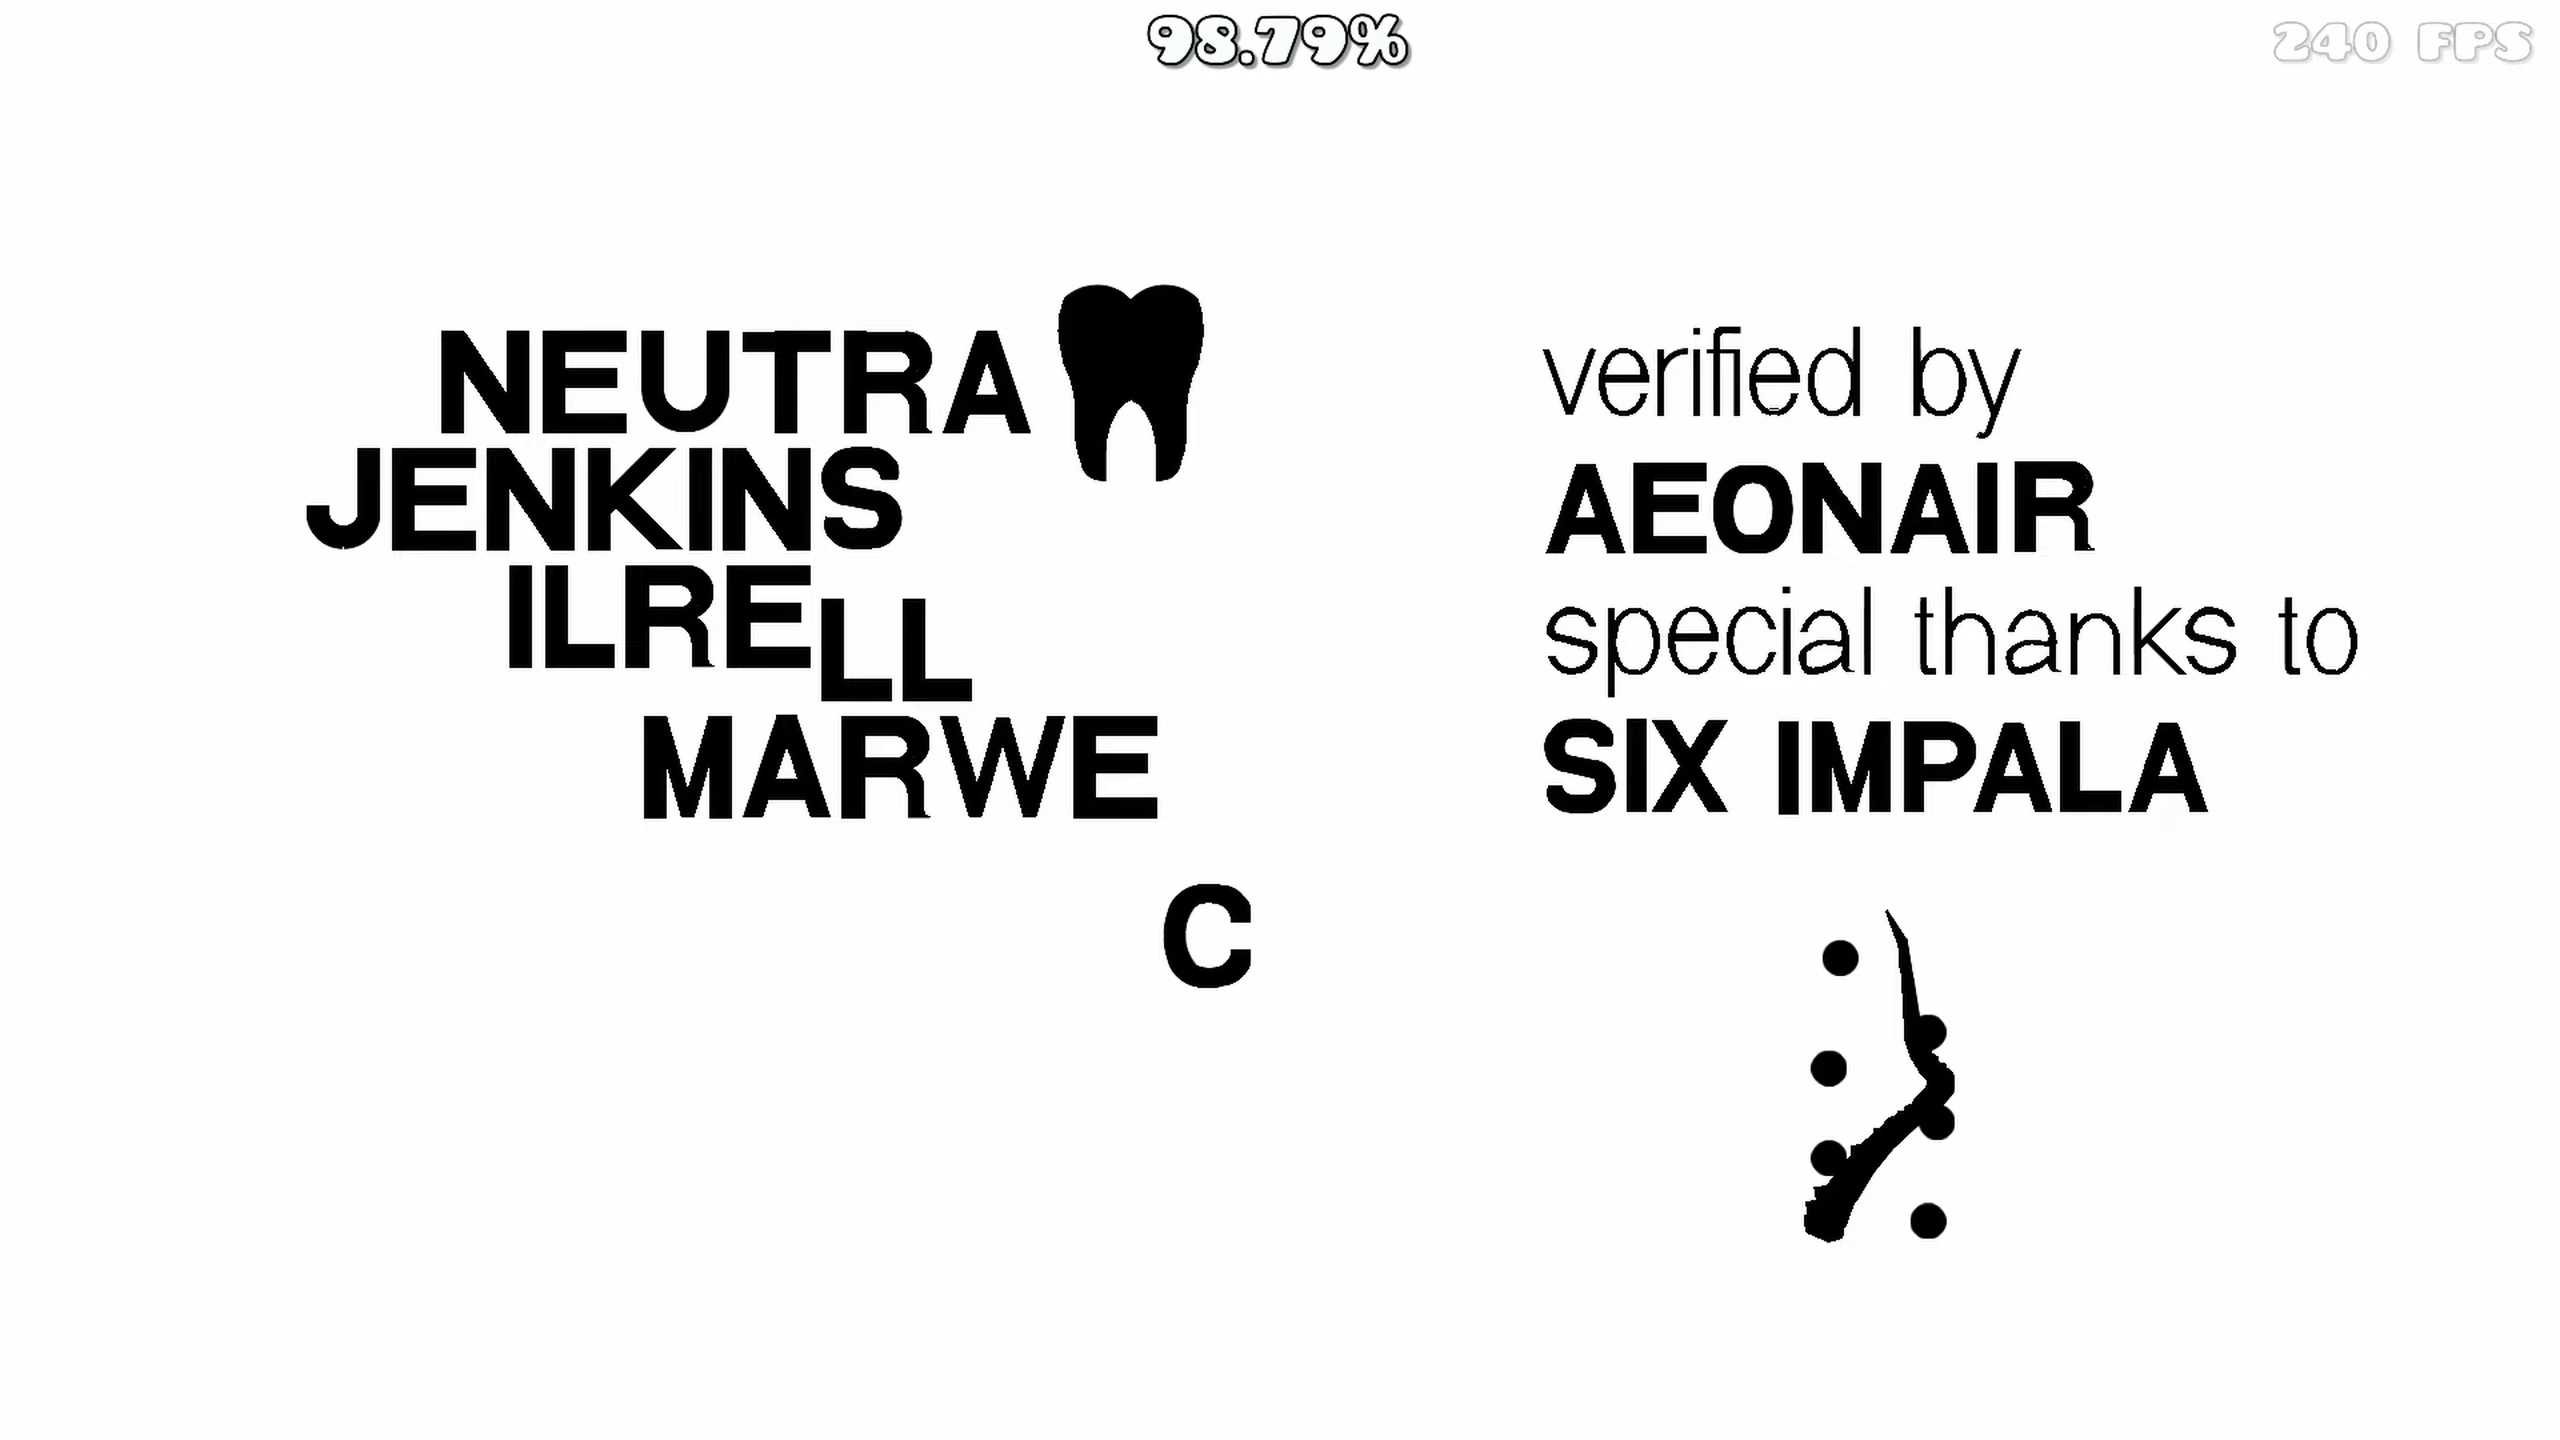 98.79%
240 FPS
NEUTRA
JENKINS
ILRELL
MARWE
C
verified by
AEONAIR
special thanks to
SIX IMPALA